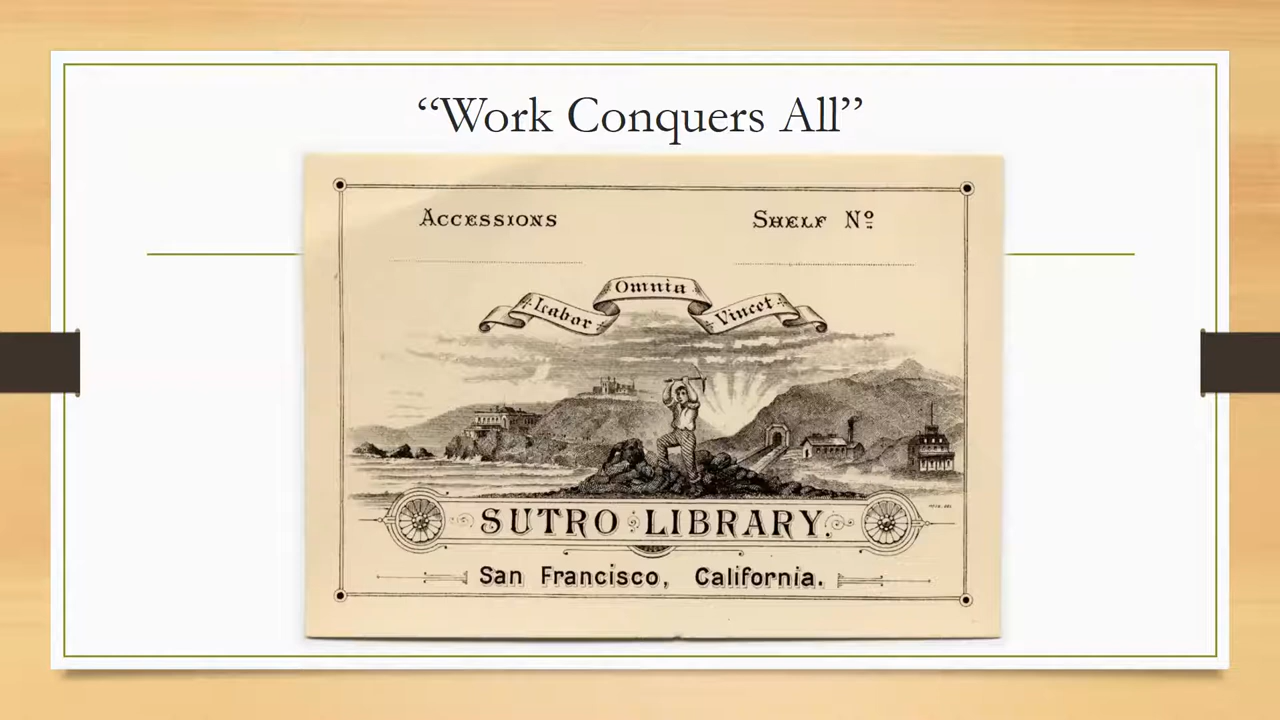 “Work Conquers All”
Accessions
Shelf Nº
Labor Omnia Vincet
SUTRO LIBRARY.
San Francisco, California.